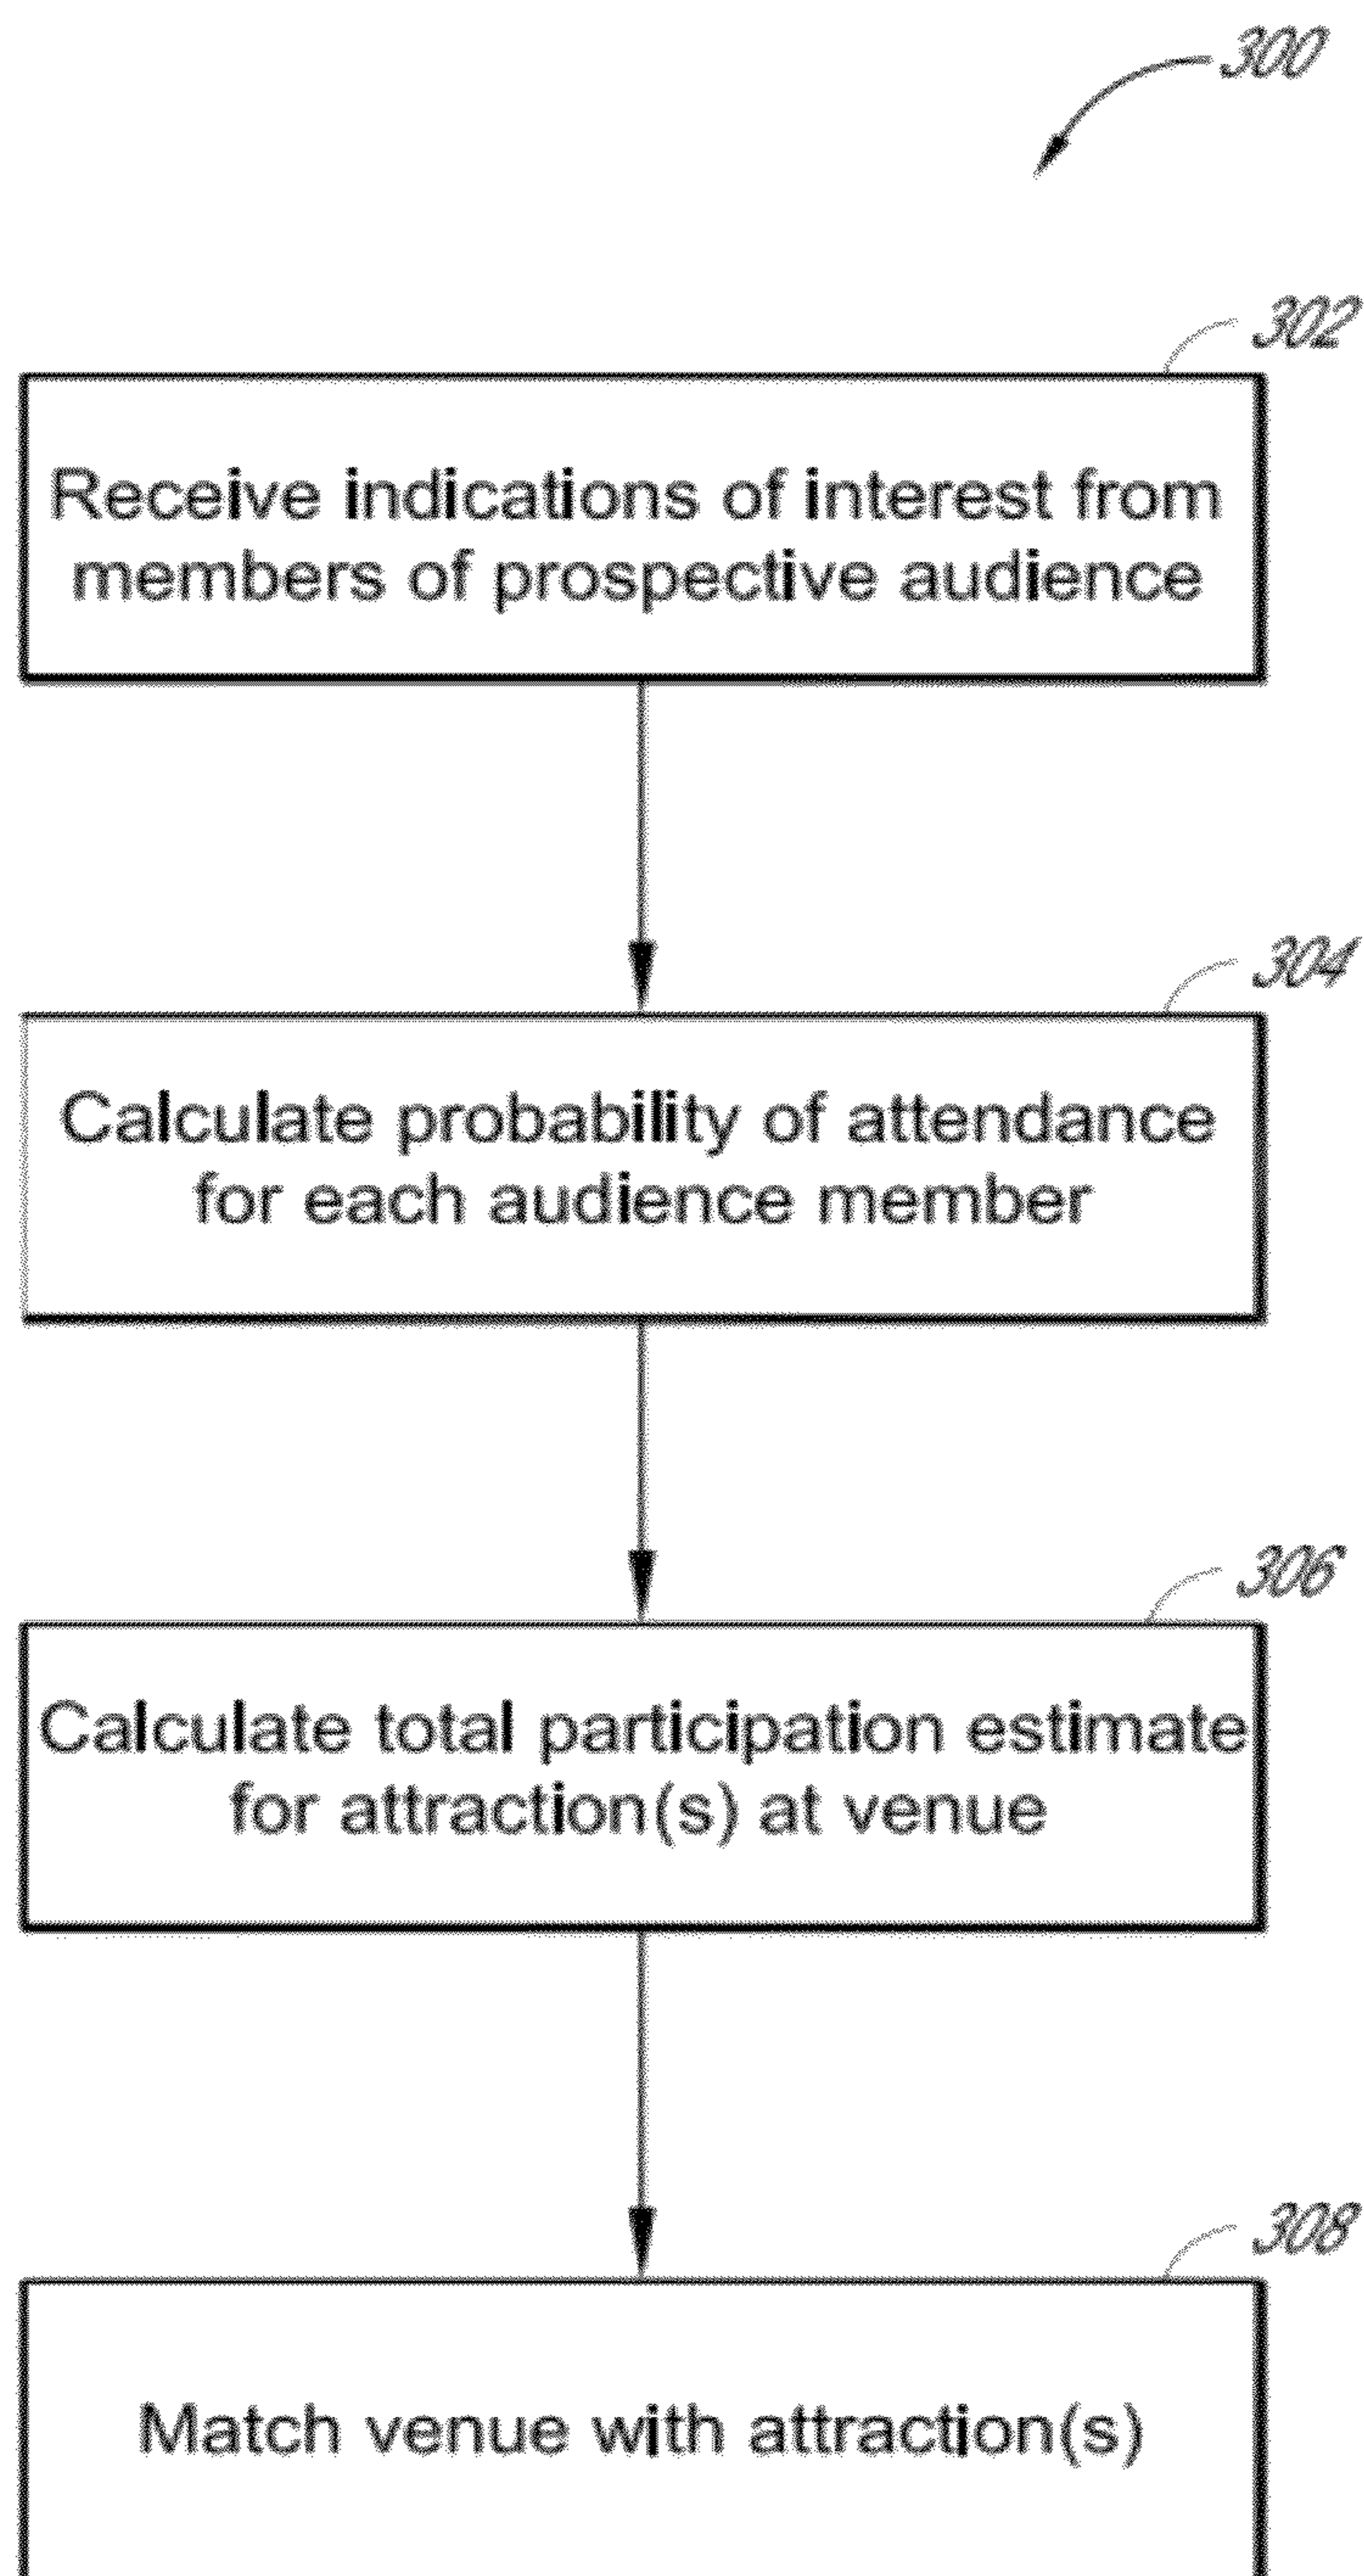 300
302
Receive indications of interest from
members of prospective audience
304
Calculate probability of attendance
for each audience member
306
Calculate total participation estimate
for attraction(s) at venue
308
Match venue with attraction(s)